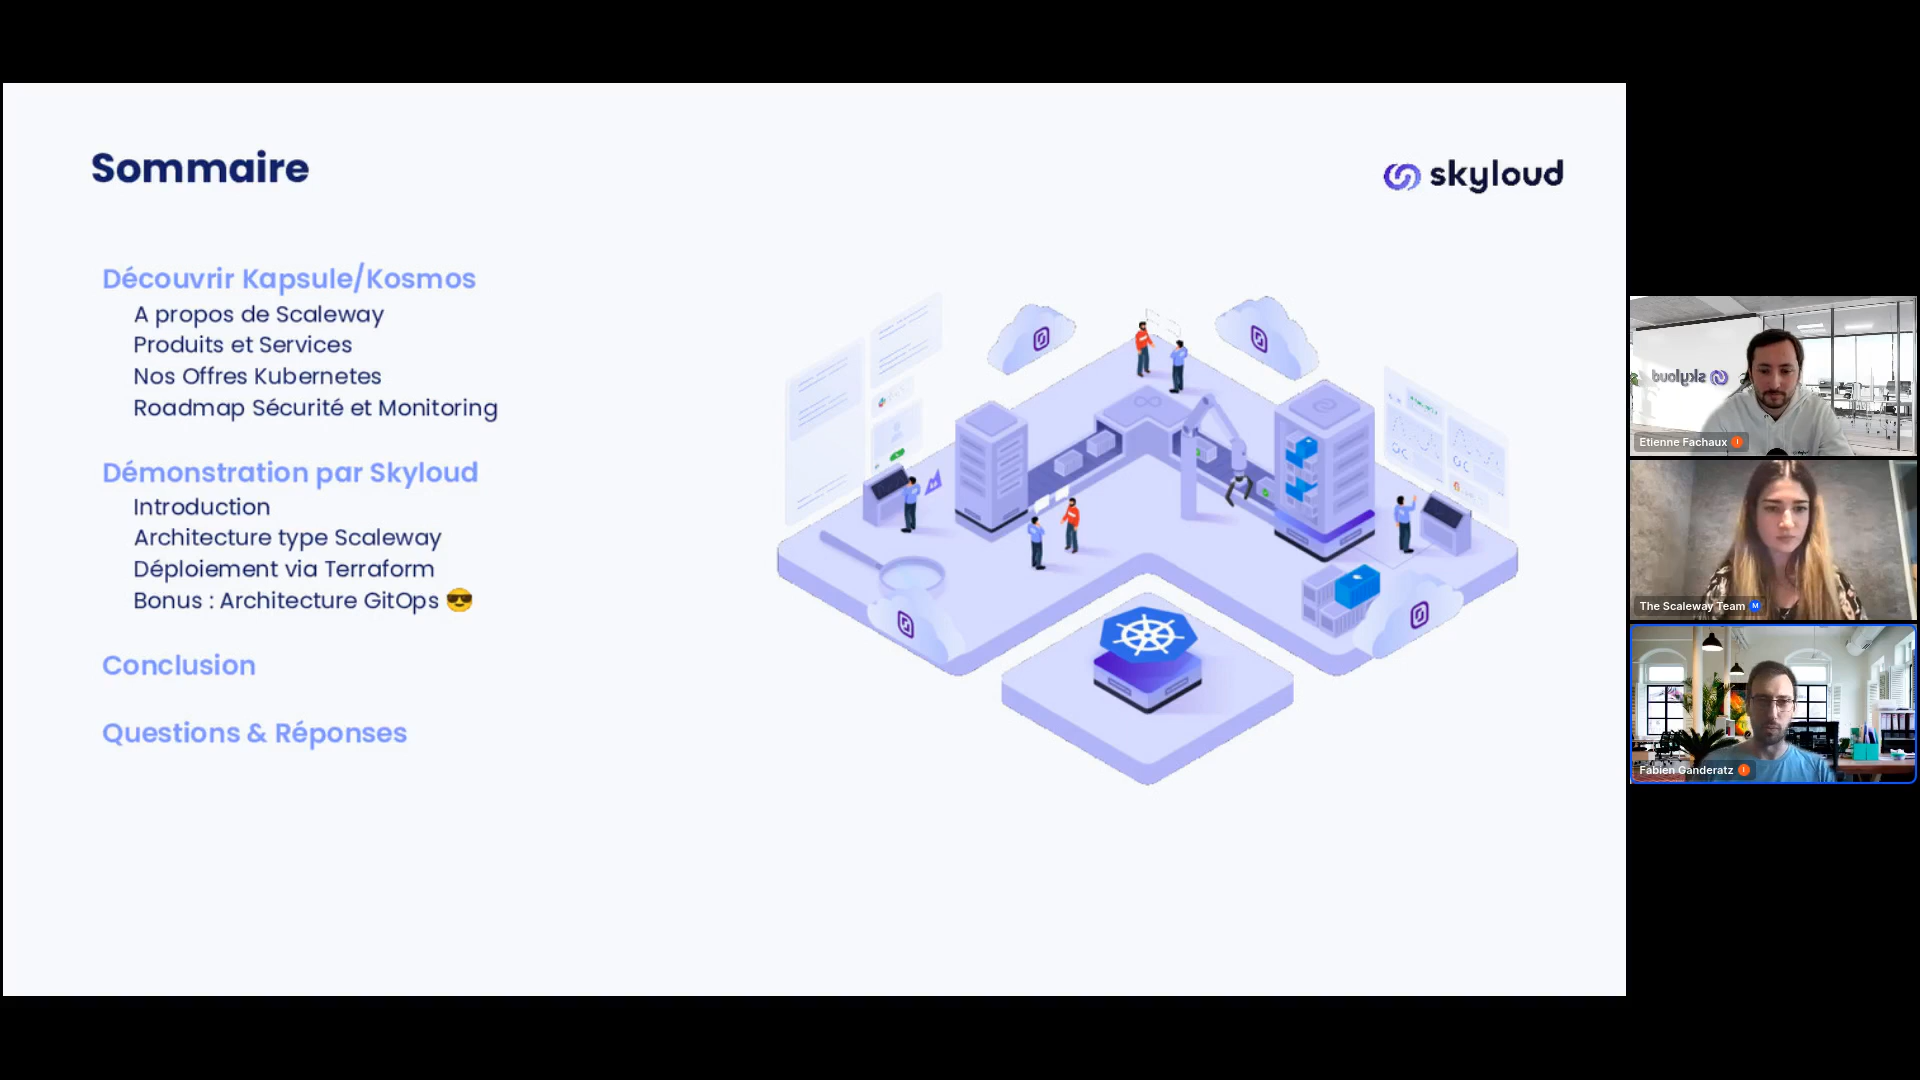 Sommaire
skyloud
Découvrir Kapsule/Kosmos
A propos de Scaleway
Produits et Services
Nos Offres Kubernetes
Roadmap Sécurité et Monitoring
Démonstration par Skyloud
Introduction
Architecture type Scaleway
Déploiement via Terraform
Bonus : Architecture GitOps 😎
Conclusion
Questions & Réponses
skyloud
Etienne Fachaux
The Scaleway Team M
Fabien Ganderatz